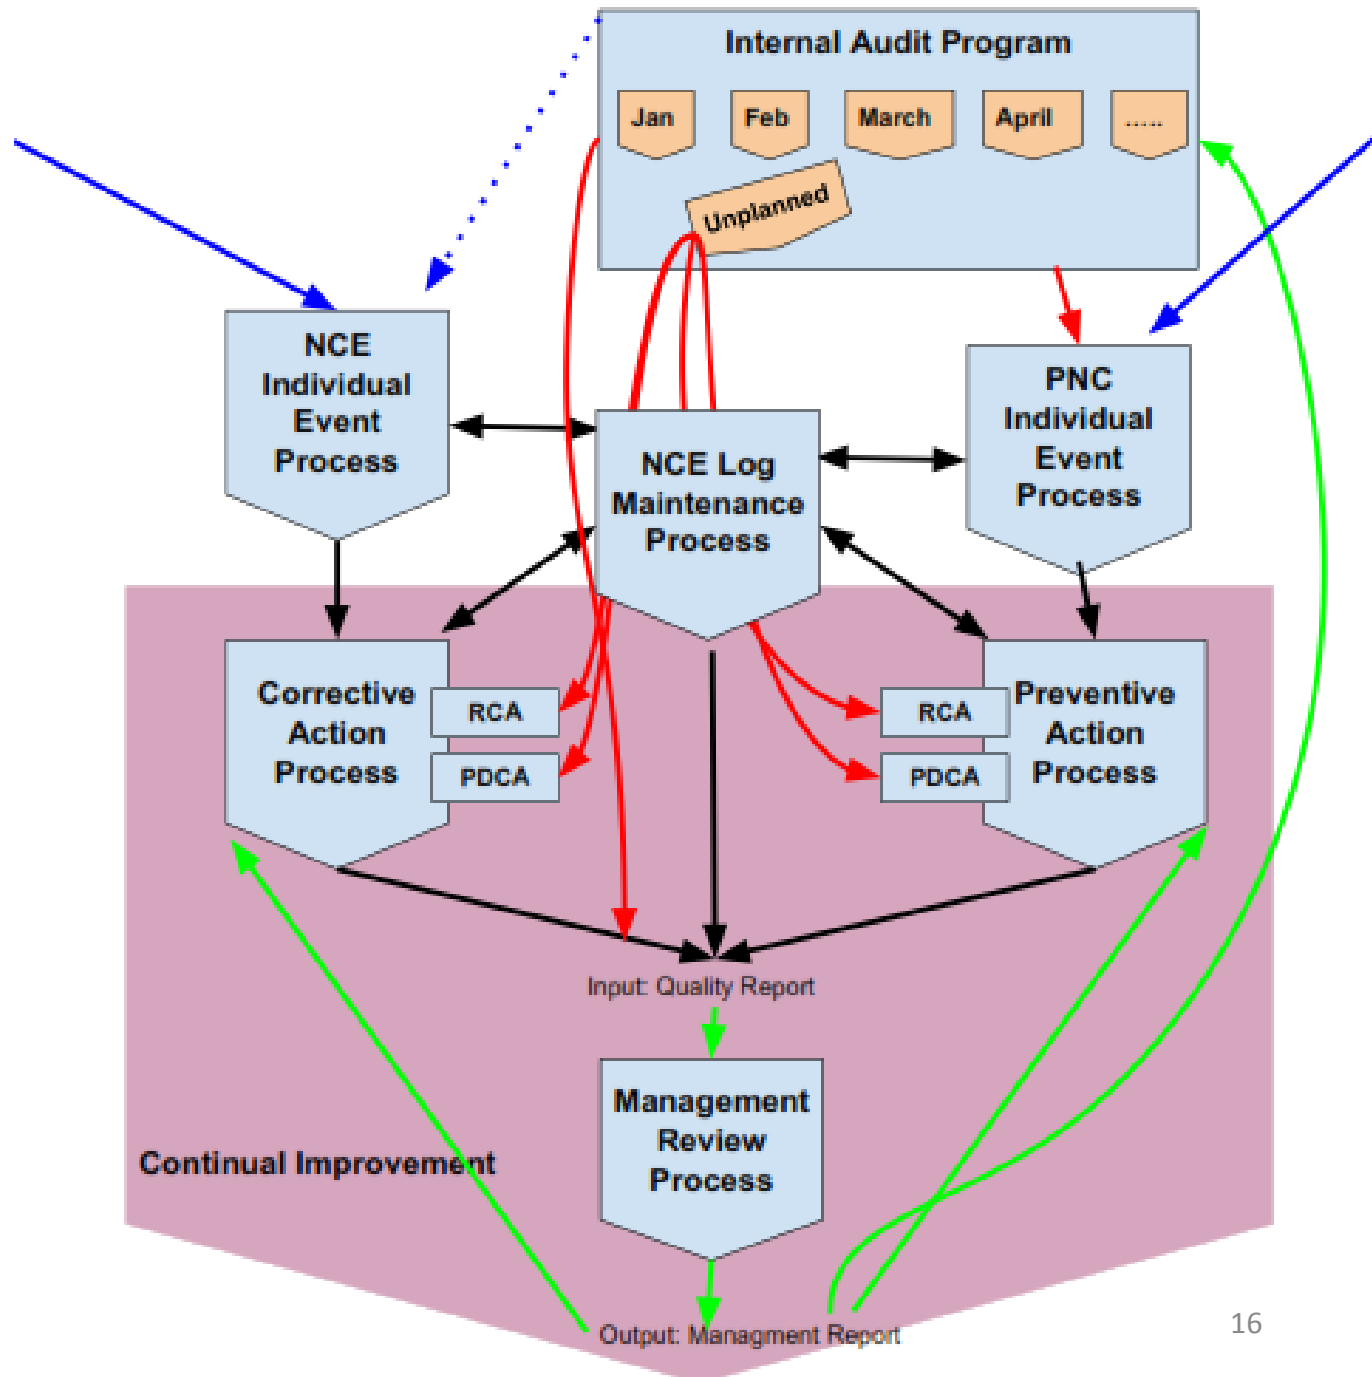 Internal Audit Program
Jan
Feb
March
April
.....
Unplanned
NCE
Individual
Event
Process
PNC
Individual
Event
Process
NCE Log
Maintenance
Process
Corrective
Action
Process
RCA
PDCA
RCA
PDCA
Preventive
Action
Process
Input: Quality Report
Management
Review
Process
Continual Improvement
Output: Managment Report
16